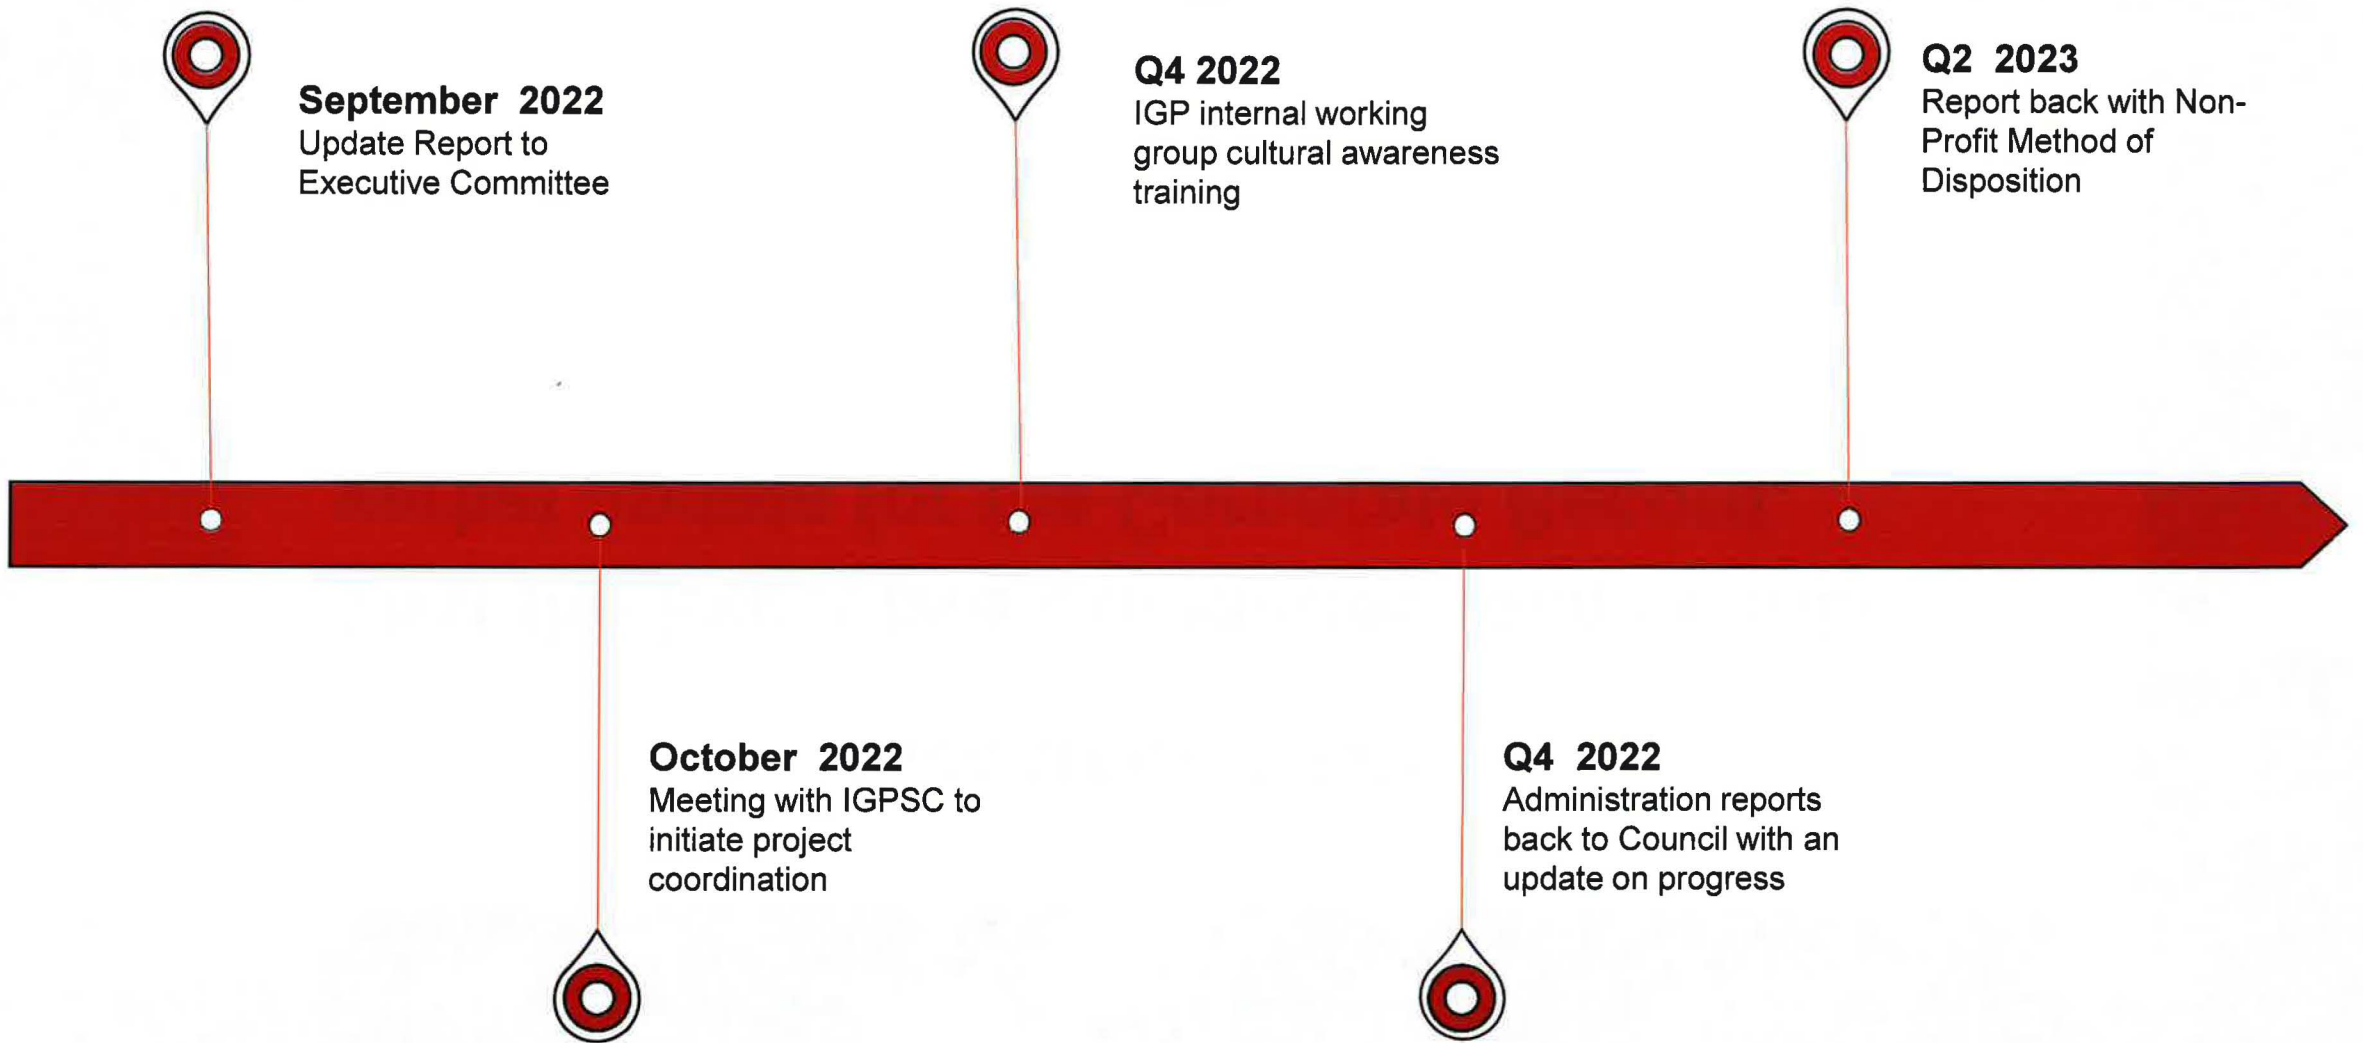 September 2022
Update Report to
Executive Committee
Q4 2022
IGP internal working
group cultural awareness
training
Q2 2023
Report back with Non-
Profit Method of
Disposition
October 2022
Meeting with IGPSC to
initiate project
coordination
Q4 2022
Administration reports
back to Council with an
update on progress